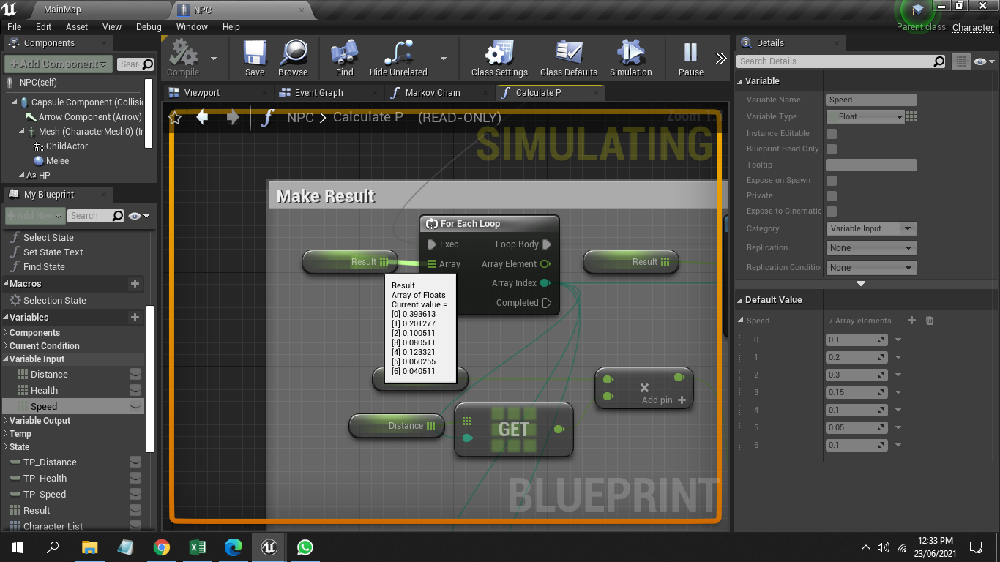 MainMap
NPC
File Edit Asset View Debug Window Help
Parent class: Character
Components
Add Component
Sear
NPC(self)
Capsule Component (Collisio
Arrow Component (Arrow)
Mesh (CharacterMesh0) (I
ChildActor
Melee
Aa HP
My Blueprint
Add New
Search
Select State
Set State Text
Find State
Macros
Selection State
Variables
Components
Current Condition
Variable Input
Distance
Health
Speed
Variable Output
Temp
State
TP_Distance
TP_Health
TP_Speed
Result
Character List
Compile Save Browse Find Hide Unrelated Class Settings Class Defaults Simulation Pause
Viewport Event Graph Markov Chain Calculate P
NPC > Calculate P (READ-ONLY)
Zoom 1:
SIMULATING
Make Result
For Each Loop
Exec Loop Body
Array Array Element
Array Index
Completed
Result
Result
Result
Array of Floats
Current value =
[0] 0.393613
[1] 0.201277
[2] 0.100511
[3] 0.080511
[4] 0.123321
[5] 0.060255
[6] 0.040511
Add pin
Distance
GET
BLUEPRINT
Details
Search Details
Variable
Variable Name Speed
Variable Type Float
Instance Editable
Blueprint Read Only
Tooltip
Expose on Spawn
Private
Expose to Cinematic
Category Variable Input
Replication None
Replication Condition None
Default Value
Speed 7 Array elements
0 0.1
1 0.2
2 0.3
3 0.15
4 0.1
5 0.05
6 0.1
12:33 PM
23/06/2021